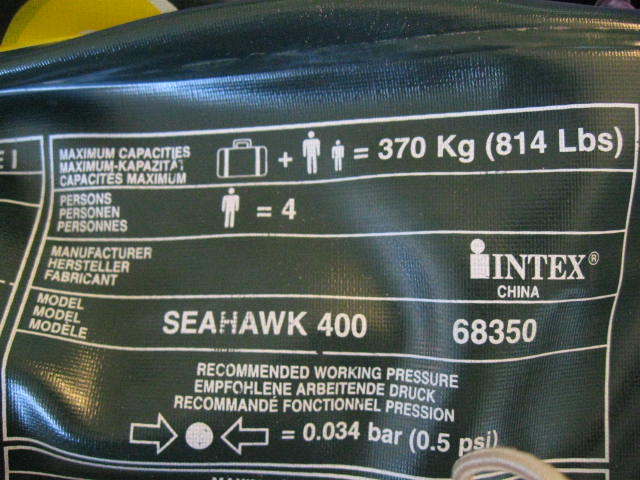 E I
MAXIMUM CAPACITIES
MAXIMUM-KAPAZITAT
CAPACITES MAXIMUM
+ = 370 Kg (814 Lbs)
PERSONS
PERSONEN
PERSONNES
= 4
MANUFACTURER
HERSTELLER
FABRICANT
INTEX®
CHINA
MODEL
MODEL
MODÈLE
SEAHAWK 400
68350
RECOMMENDED WORKING PRESSURE
EMPFOHLENE ARBEITENDE DRUCK
RECOMMANDÉ FONCTIONNEL PRESSION
= 0.034 bar (0.5 psi)